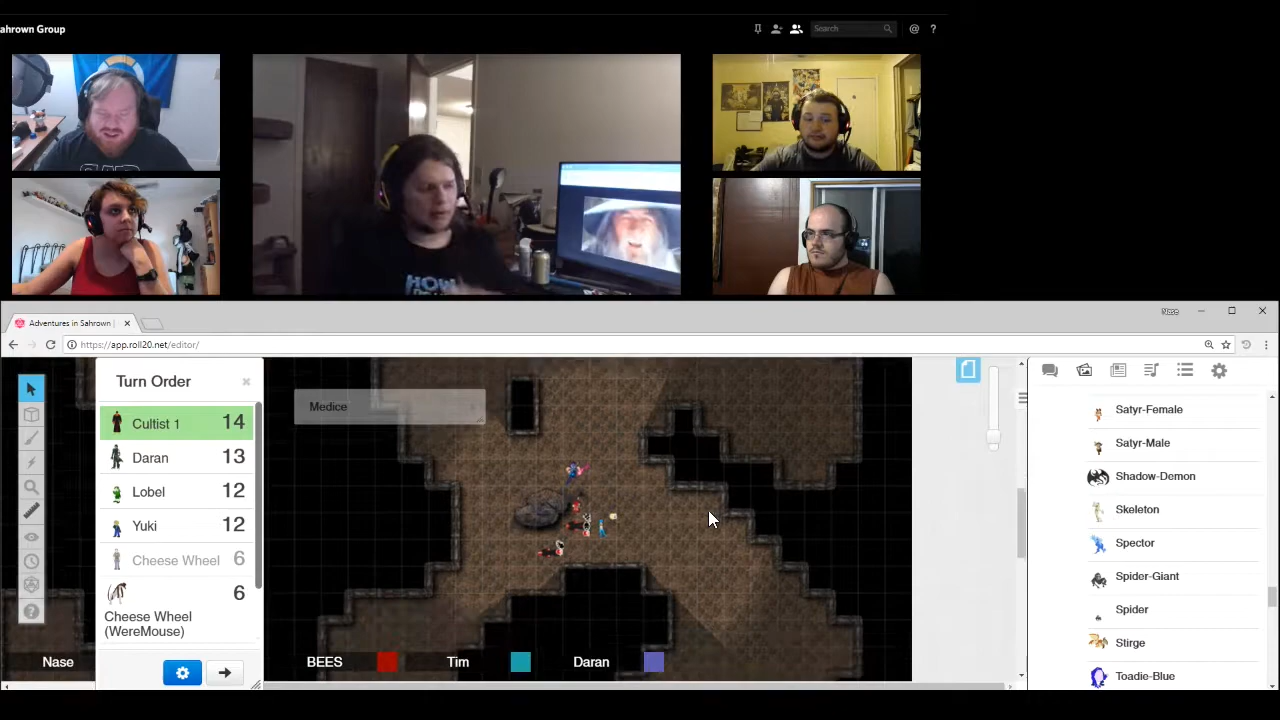 ahrown Group
Search
@
?
HOW
Adventures in Sahrown |
Nase
https://app.roll20.net/editor/
Turn Order
Cultist 1 14
Daran 13
Lobel 12
Yuki 12
Cheese Wheel 6
6
Cheese Wheel
(WereMouse)
Medice
Nase
BEES
Tim
Daran
Satyr-Female
Satyr-Male
Shadow-Demon
Skeleton
Spector
Spider-Giant
Spider
Stirge
Toadie-Blue